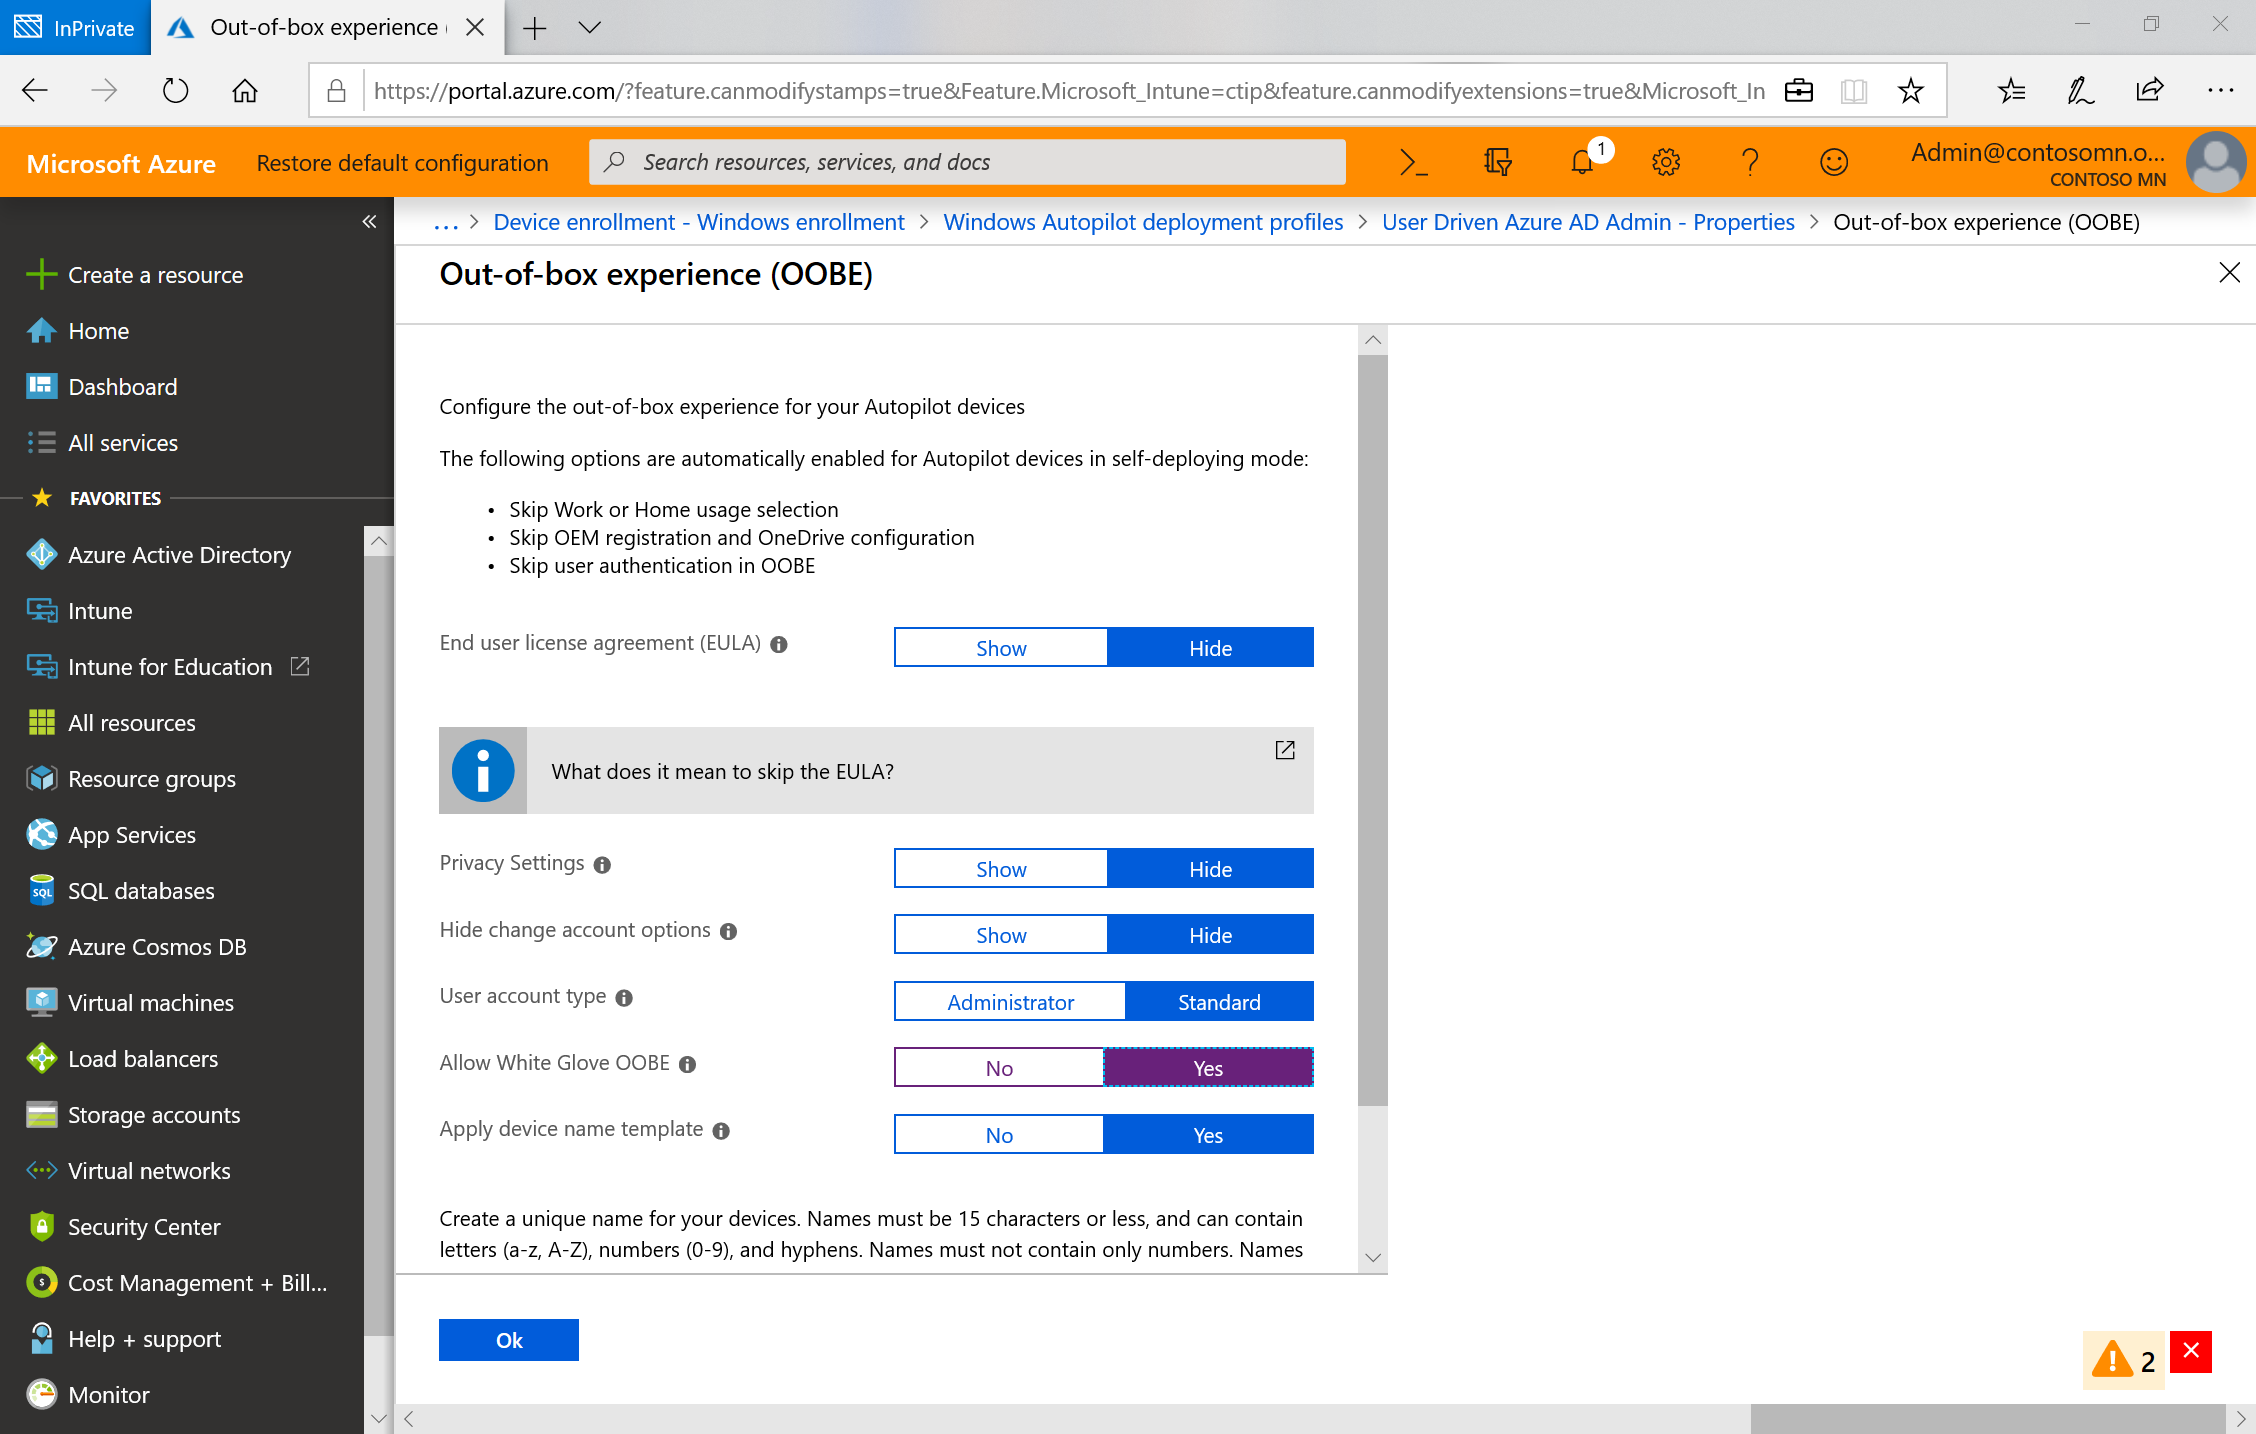 InPrivate
Out-of-box experience
https://portal.azure.com/?feature.canmodifystamps=true&Feature.Microsoft_Intune=ctip&feature.canmodifyextensions=true&Microsoft_In
Microsoft Azure
Restore default configuration
Search resources, services, and docs
1
Admin@contosomn.o...
CONTOSO MN
... > Device enrollment - Windows enrollment > Windows Autopilot deployment profiles > User Driven Azure AD Admin - Properties > Out-of-box experience (OOBE)
Create a resource
Home
Dashboard
All services
FAVORITES
Azure Active Directory
Intune
Intune for Education
All resources
Resource groups
App Services
SQL
SQL databases
Azure Cosmos DB
Virtual machines
Load balancers
Storage accounts
Virtual networks
Security Center
Cost Management + Bill...
Help + support
Monitor
Out-of-box experience (OOBE)
Configure the out-of-box experience for your Autopilot devices
The following options are automatically enabled for Autopilot devices in self-deploying mode:
• Skip Work or Home usage selection
• Skip OEM registration and OneDrive configuration
• Skip user authentication in OOBE
End user license agreement (EULA) Show Hide
What does it mean to skip the EULA?
Privacy Settings Show Hide
Hide change account options Show Hide
User account type Administrator Standard
Allow White Glove OOBE No Yes
Apply device name template No Yes
Create a unique name for your devices. Names must be 15 characters or less, and can contain
letters (a-z, A-Z), numbers (0-9), and hyphens. Names must not contain only numbers. Names
Ok
2